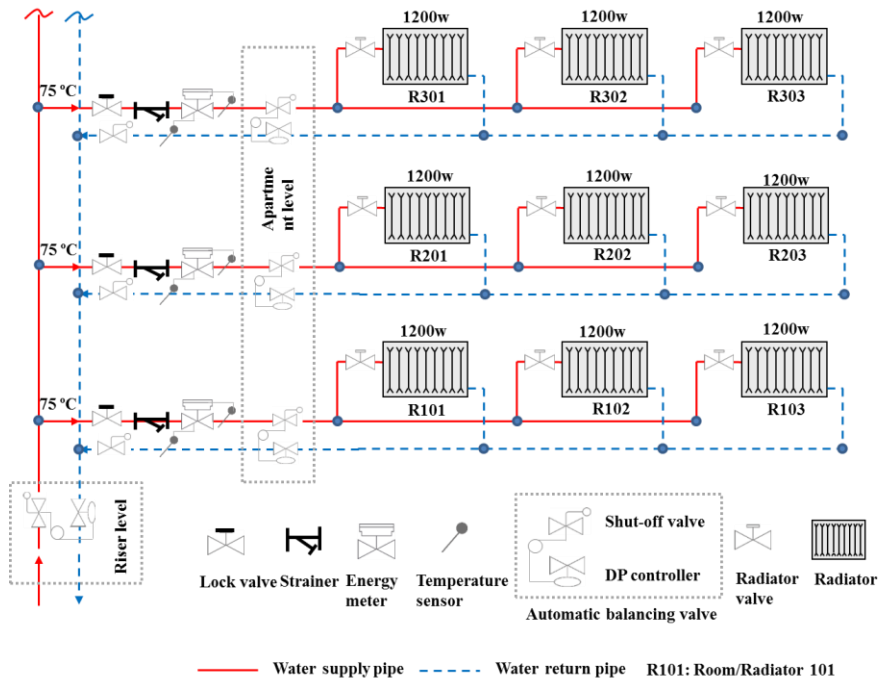 1200w 1200w 1200w
75 ºC
R301 R302 R303
1200w 1200w 1200w
Apartme
nt level
75 ºC
R201 R202 R203
1200w 1200w 1200w
75 ºC
R101 R102 R103
Riser level
Shut-off valve
DP controller
Lock valve Strainer Energy
meter
Temperature
sensor
Radiator
valve
Radiator
Automatic balancing valve
Water supply pipe Water return pipe R101: Room/Radiator 101